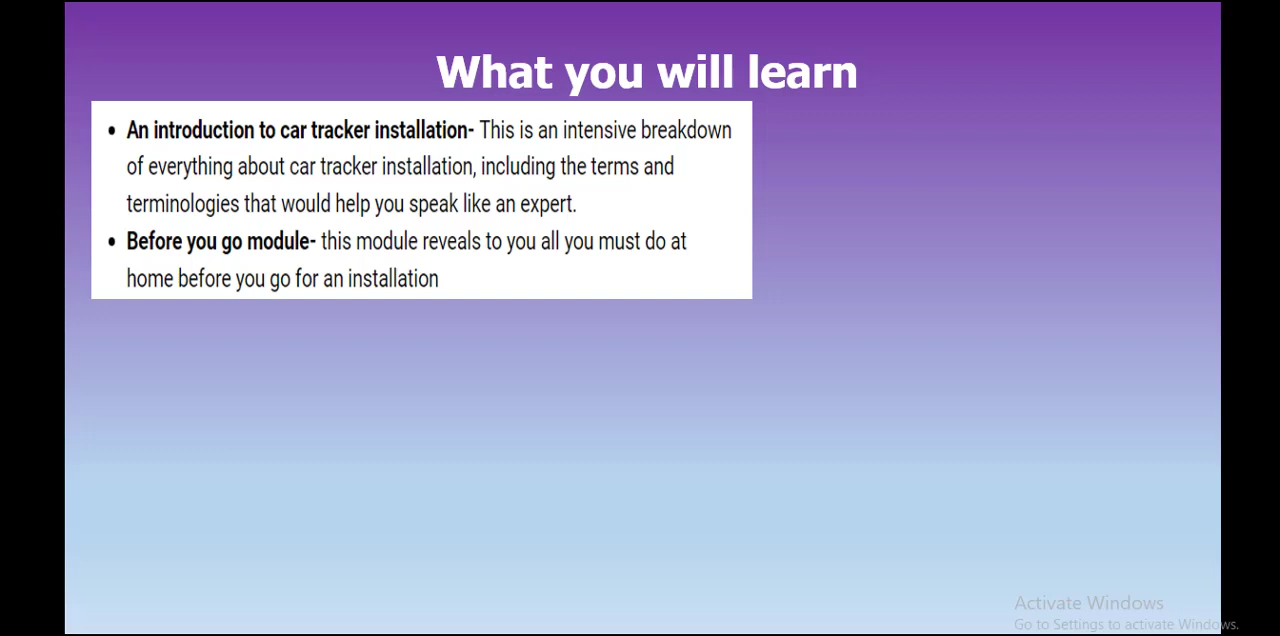 What you will learn
• An introduction to car tracker installation- This is an intensive breakdown
of everything about car tracker installation, including the terms and
terminologies that would help you speak like an expert.
• Before you go module- this module reveals to you all you must do at
home before you go for an installation
Activate Windows
Go to Settings to activate Windows.